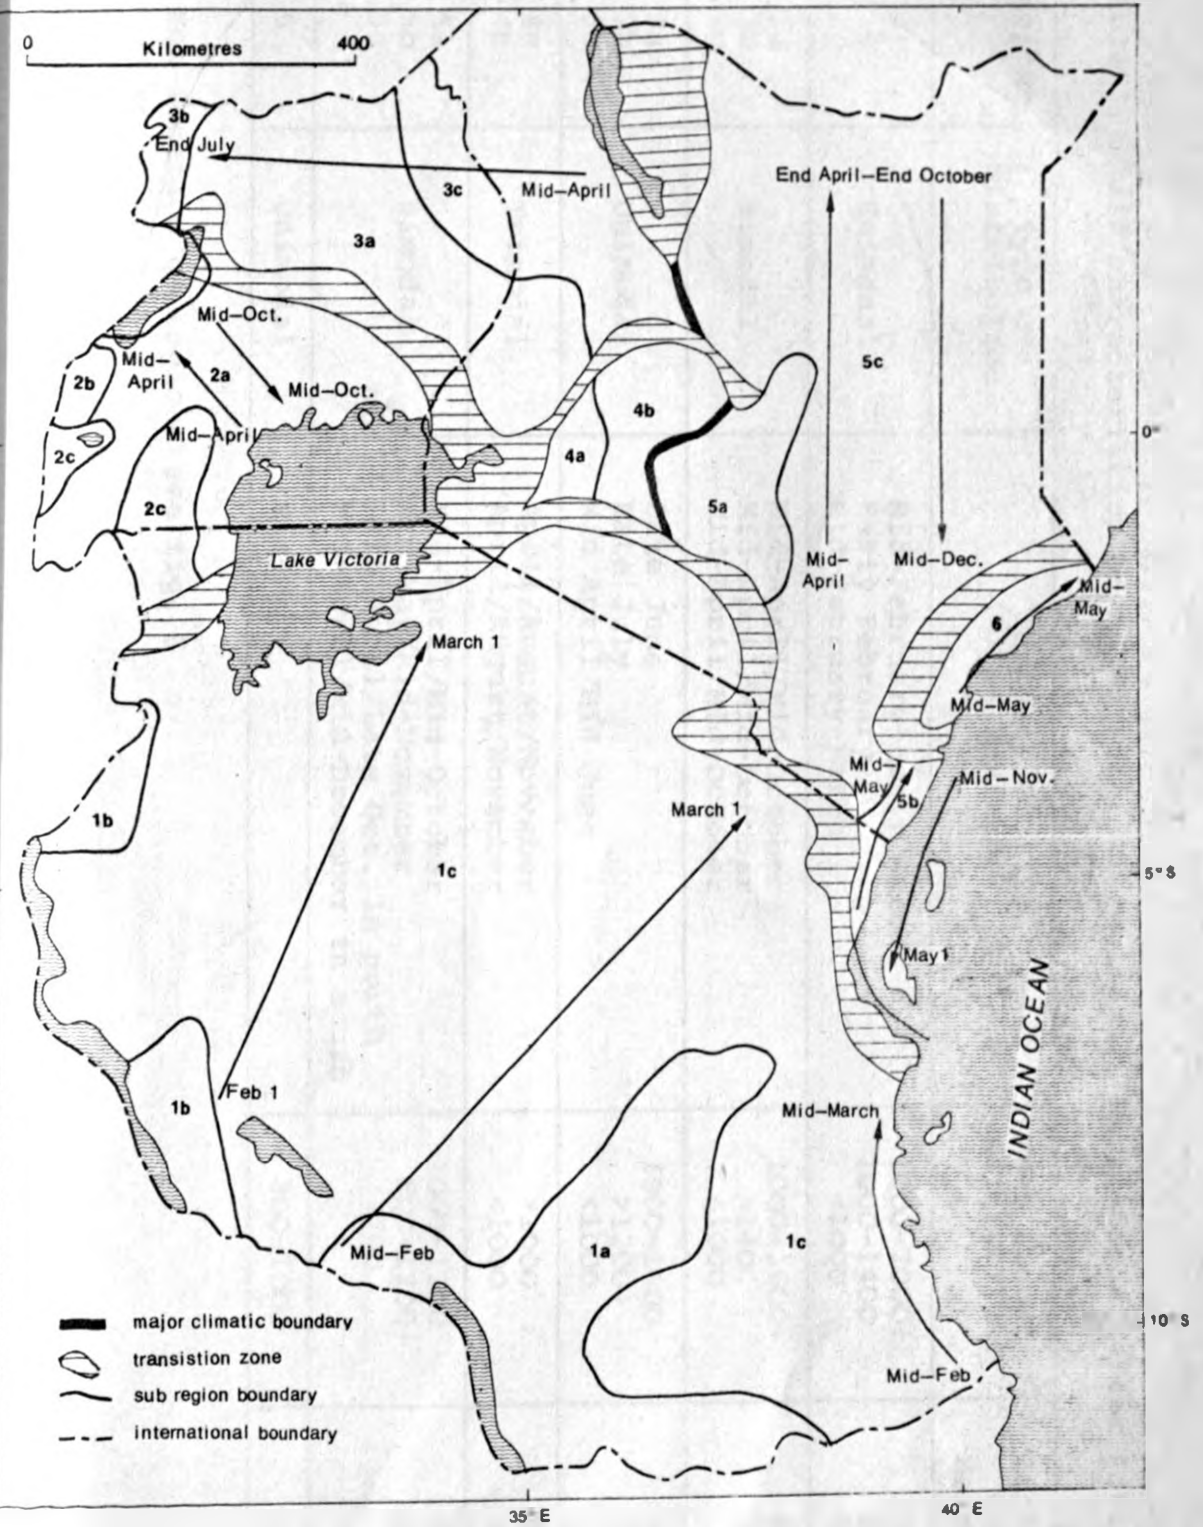 0
400
Kilometres
3b
End July
3c
Mid–April
End April–End October
3a
Mid–Oct.
Mid–
April
2a
Mid–Oct.
5c
2b
4b
Mid–April
0°
2c
4a
2c
5a
Lake Victoria
Mid–
April
Mid–Dec.
Mid–
May
6
March 1
Mid–May
Mid–
May
Mid–Nov.
5b
March 1
1b
1c
5° S
May 1
INDIAN OCEAN
Feb 1
1b
Mid–March
Mid–Feb
1a
1c
major climatic boundary
10 S
transistion zone
Mid–Feb
sub region boundary
international boundary
35° E
40 E